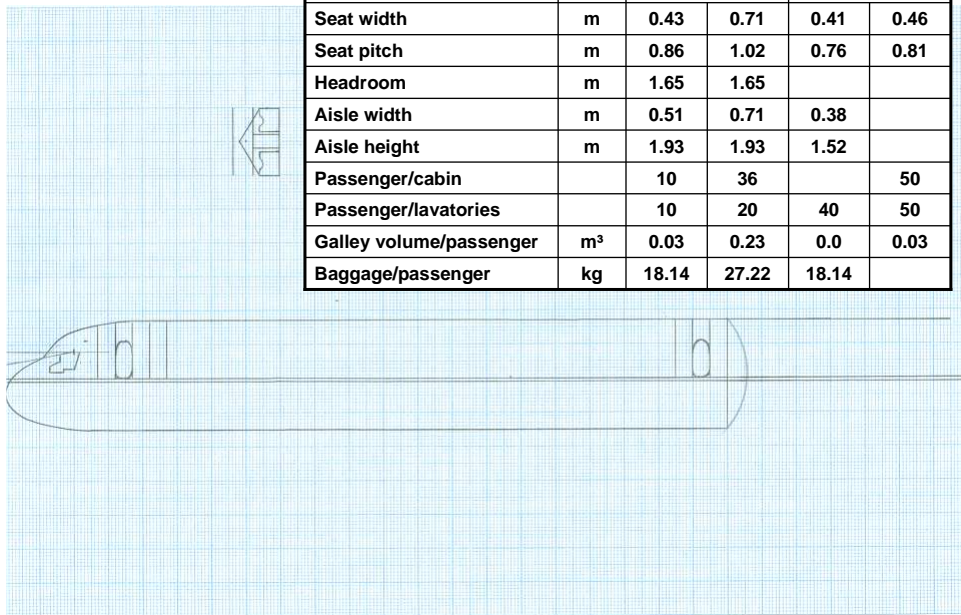 Seat width m 0.43 0.71 0.41 0.46
Seat pitch m 0.86 1.02 0.76 0.81
Headroom m 1.65 1.65
Aisle width m 0.51 0.71 0.38
Aisle height m 1.93 1.93 1.52
Passenger/cabin 10 36 50
Passenger/lavatories 10 20 40 50
Galley volume/passenger m³ 0.03 0.23 0.0 0.03
Baggage/passenger kg 18.14 27.22 18.14